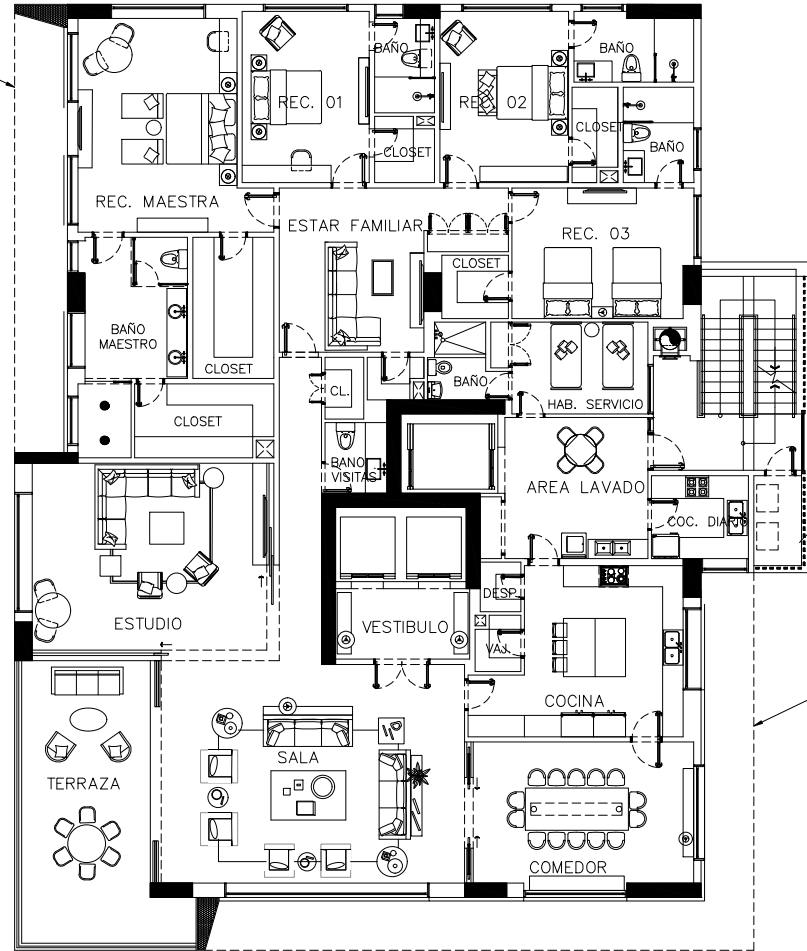 BAÑO
BAÑO
REC. 01
REC. 02
CLOSET
BAÑO
CLOSET
REC. MAESTRA
ESTAR FAMILIAR
REC. 03
CLOSET
BAÑO
MAESTRO
CLOSET
BAÑO
CL.
HAB. SERVICIO
CLOSET
BANO
VISITAS
AREA LAVADO
COC. DIARIO
DESP.
ESTUDIO
VESTIBULO
VAJ.
COCINA
SALA
TERRAZA
COMEDOR